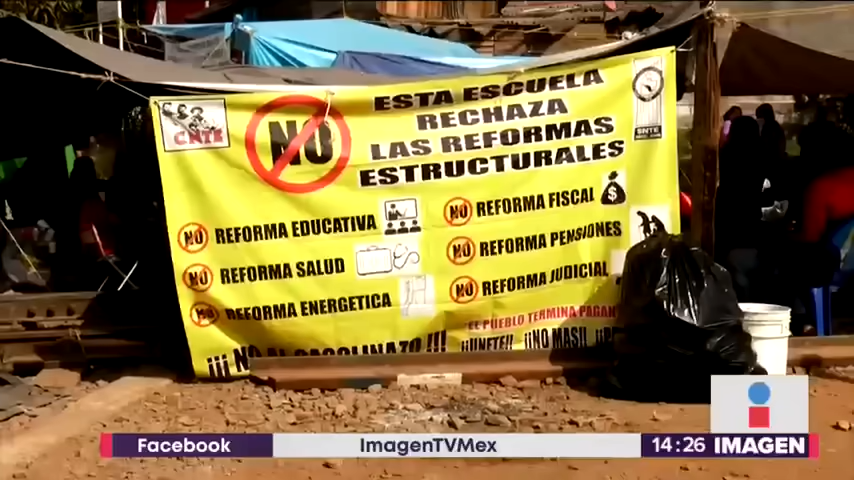 CNTE
NO
ESTA ESCUELA
RECHAZA
LAS REFORMAS
ESTRUCTURALES
SNTE
NO REFORMA EDUCATIVA
NO REFORMA SALUD
NO REFORMA ENERGETICA
NO REFORMA FISCAL $
NO REFORMA PENSIONES
NO REFORMA JUDICIAL
EL PUEBLO TERMINA PAGAN
¡UNETE!! ¡¡NO MAS!!
¡¡¡ NO AL GASOLINAZO !!!
Facebook
ImagenTVMex
14:26 IMAGEN